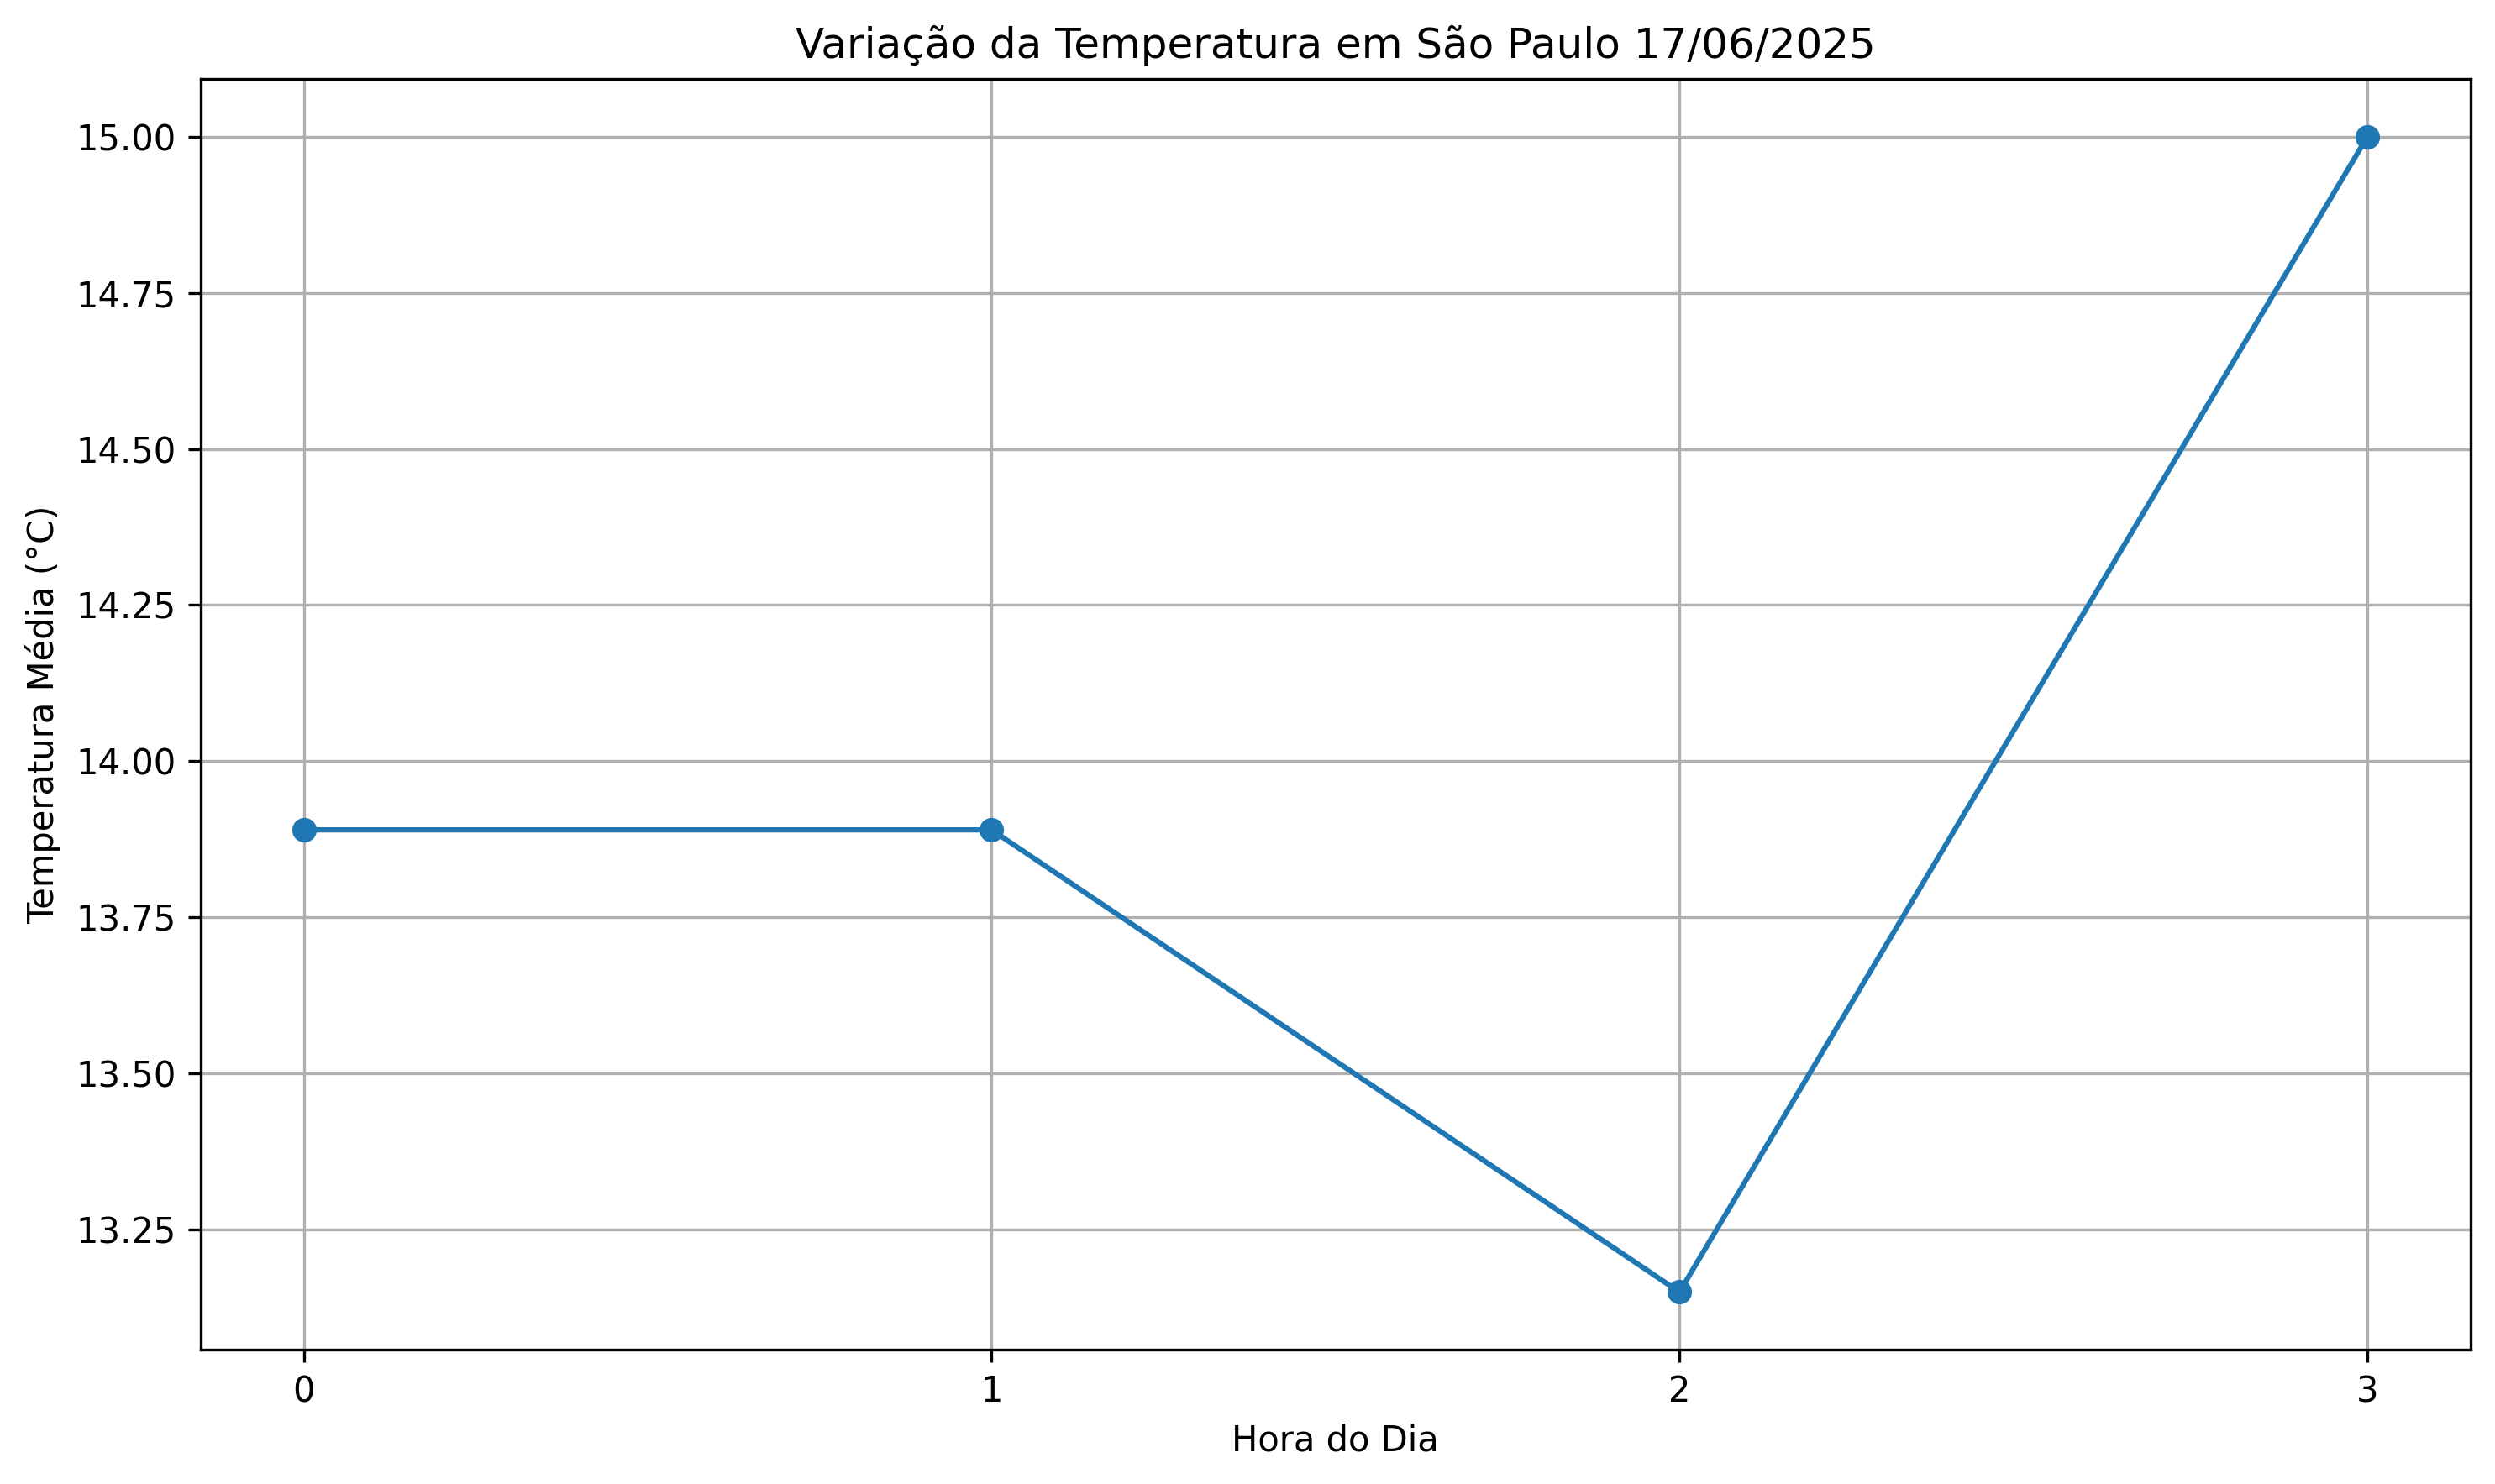 Variação da Temperatura em São Paulo 17/06/2025
Temperatura Média (°C)
15.00
14.75
14.50
14.25
14.00
13.75
13.50
13.25
0 1 2 3
Hora do Dia